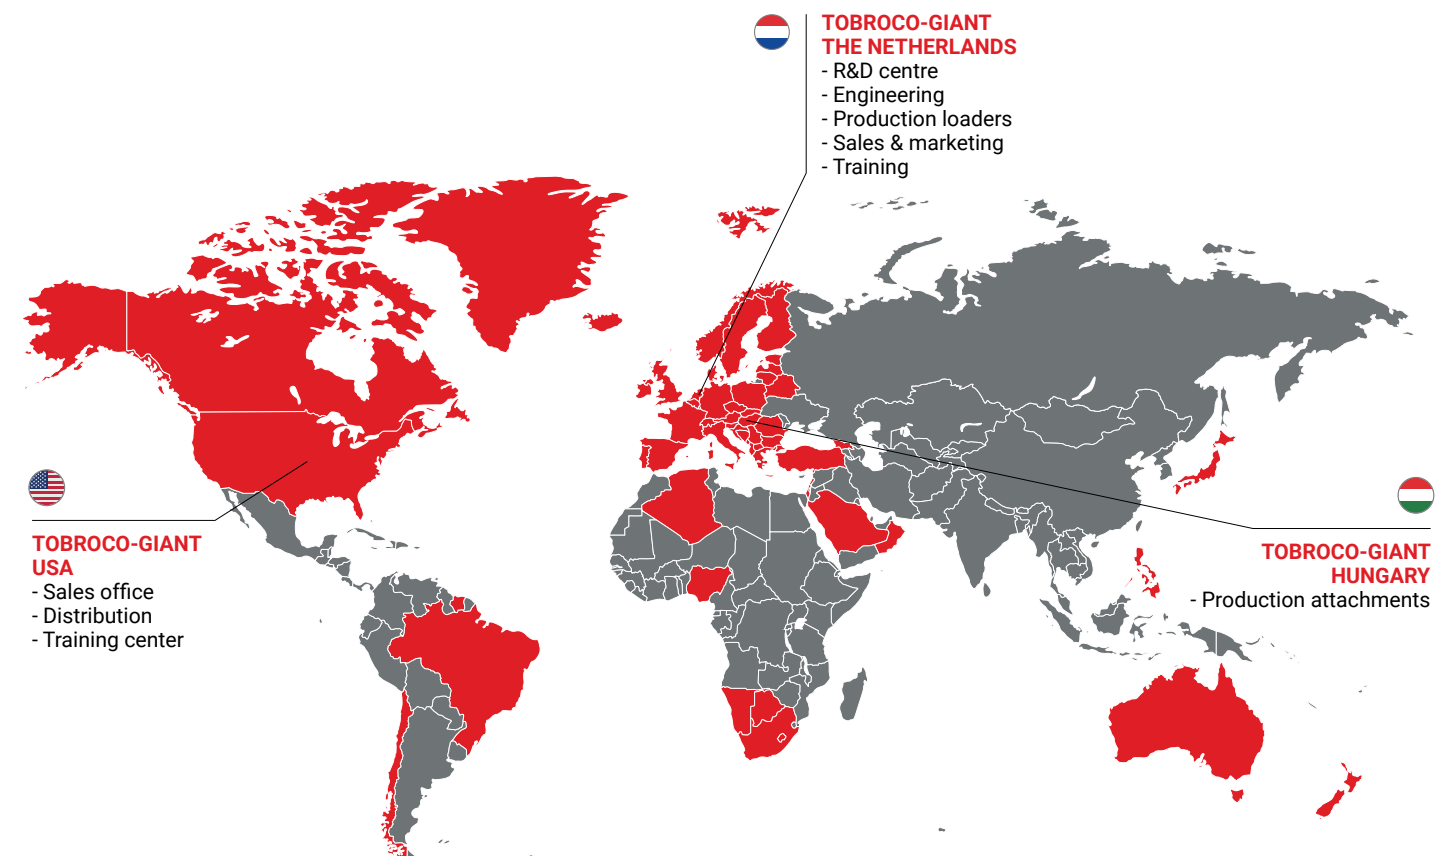 TOBROCO-GIANT
THE NETHERLANDS
- R&D centre
- Engineering
- Production loaders
- Sales & marketing
- Training
TOBROCO-GIANT
USA
- Sales office
- Distribution
- Training center
TOBROCO-GIANT
HUNGARY
- Production attachments